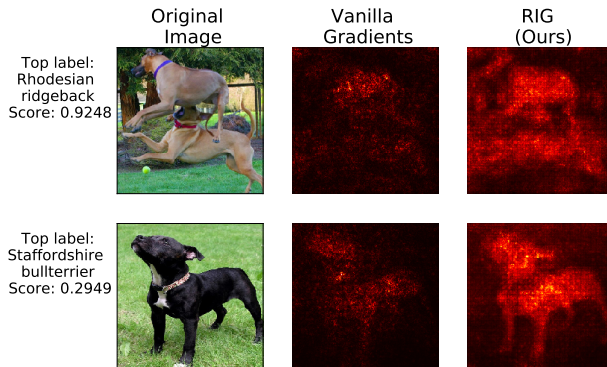 Original
Image
Vanilla
Gradients
RIG
(Ours)
Top label:
Rhodesian
ridgeback
Score: 0.9248
Top label:
Staffordshire
bullterrier
Score: 0.2949